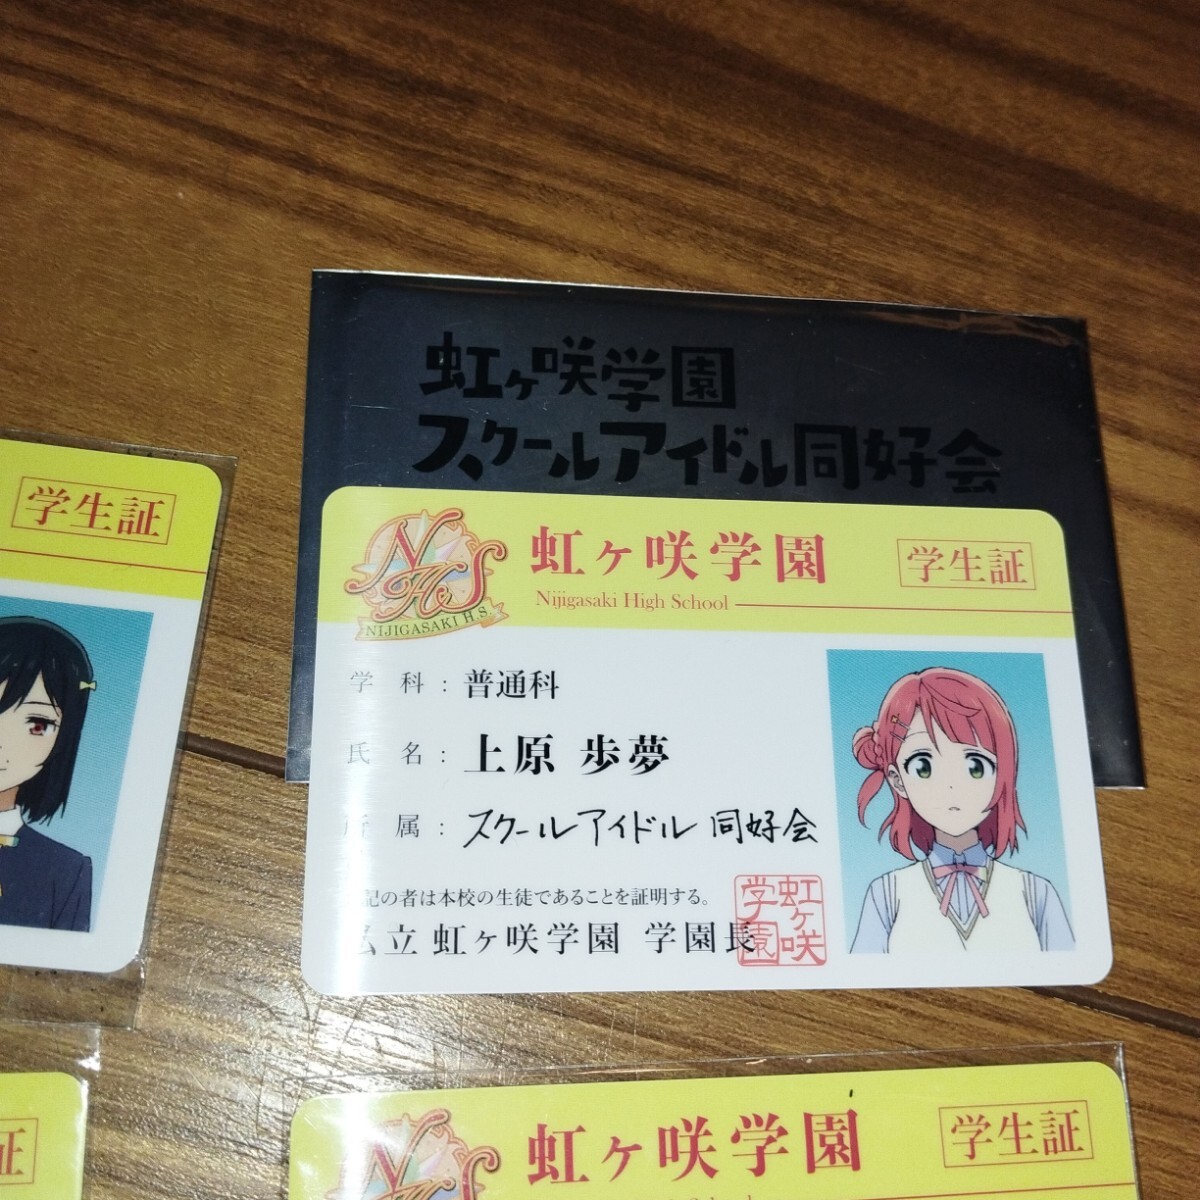 虹ヶ咲学園
スクールアイドル同好会
学生証
NHS
NIJIGASAKI H.S.
虹ヶ咲学園
学生証
Nijigasaki High School
学 科 : 普通科
氏 名 : 上原 歩夢
所 属 : スクールアイドル 同好会
記の者は本校の生徒であることを証明する。
私立 虹ヶ咲学園 学園長
虹ヶ咲
学園
証
虹ヶ咲学園
学生証